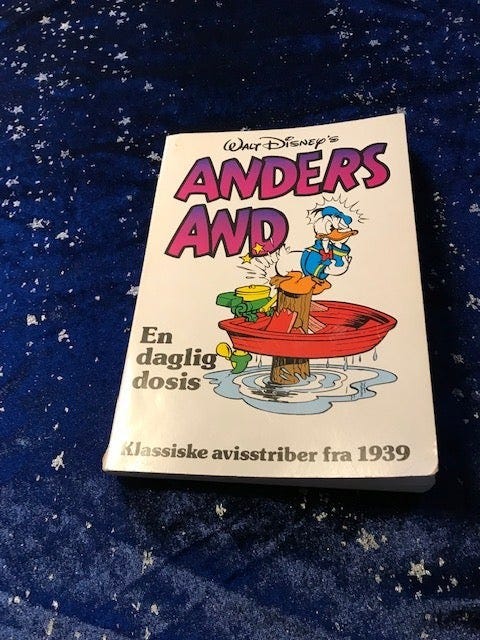 WALT DISNEY'S
ANDERS
AND
En
daglig
dosis
Klassiske avisstriber fra 1939